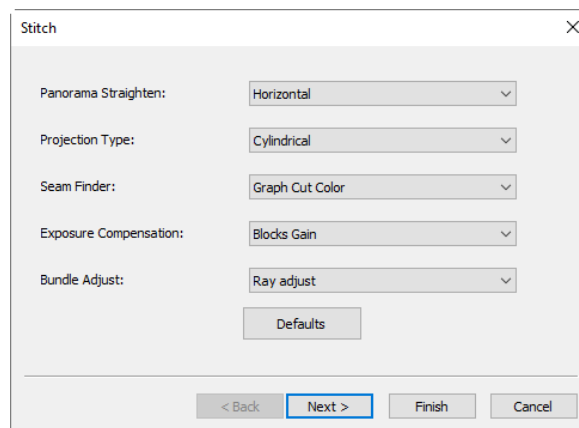 Stitch
Panorama Straighten: Horizontal
Projection Type: Cylindrical
Seam Finder: Graph Cut Color
Exposure Compensation: Blocks Gain
Bundle Adjust: Ray adjust
Defaults
< Back Next > Finish Cancel